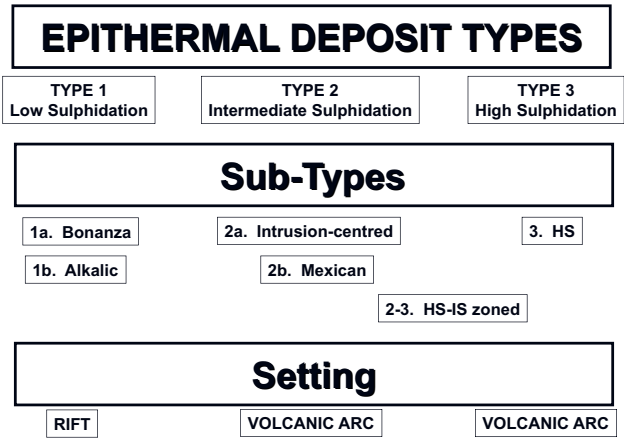 EPITHERMAL DEPOSIT TYPES
TYPE 1
Low Sulphidation
TYPE 2
Intermediate Sulphidation
TYPE 3
High Sulphidation
Sub-Types
1a. Bonanza
2a. Intrusion-centred
3. HS
1b. Alkalic
2b. Mexican
2-3. HS-IS zoned
Setting
RIFT
VOLCANIC ARC
VOLCANIC ARC